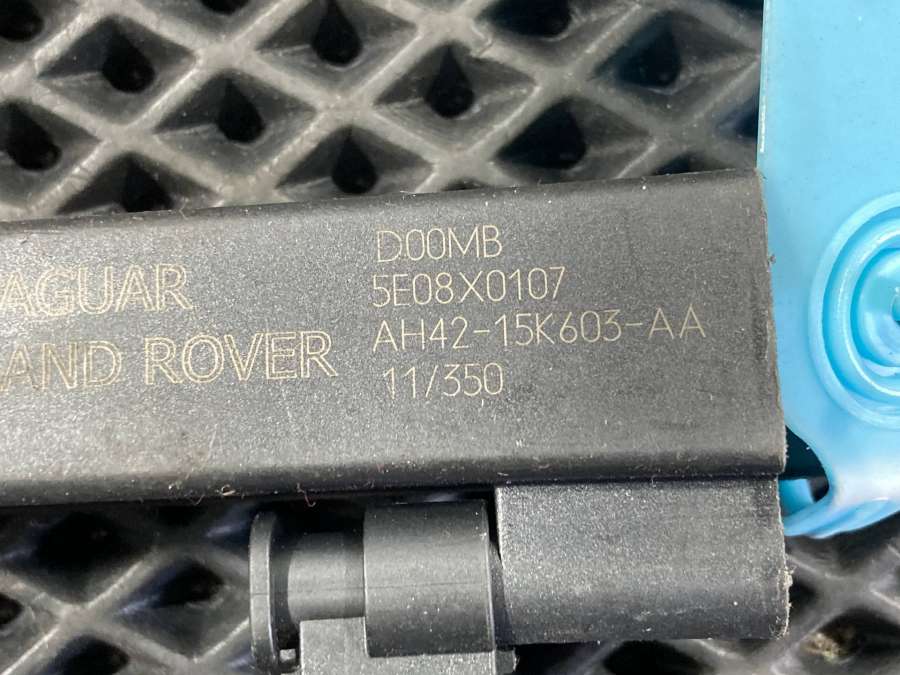 AGUAR
AND ROVER
D00MB
5E08X0107
AH42-15K603-AA
11/350